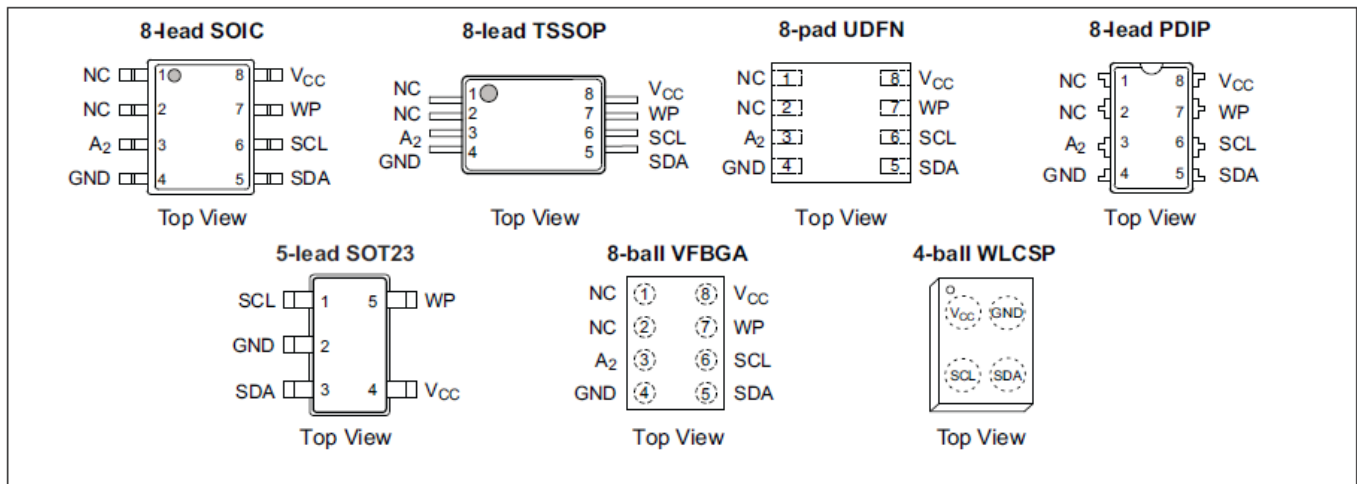 8-lead SOIC
NC 1 8 VCC
NC 2 7 WP
A2 3 6 SCL
GND 4 5 SDA
Top View
8-lead TSSOP
NC 1 8 VCC
NC 2 7 WP
A2 3 6 SCL
GND 4 5 SDA
Top View
8-pad UDFN
NC 1 8 VCC
NC 2 7 WP
A2 3 6 SCL
GND 4 5 SDA
Top View
8-lead PDIP
NC 1 8 VCC
NC 2 7 WP
A2 3 6 SCL
GND 4 5 SDA
Top View
5-lead SOT23
SCL 1 5 WP
GND 2
SDA 3 4 VCC
Top View
8-ball VFBGA
NC 1 8 VCC
NC 2 7 WP
A2 3 6 SCL
GND 4 5 SDA
Top View
4-ball WLCSP
VCC GND
SCL SDA
Top View